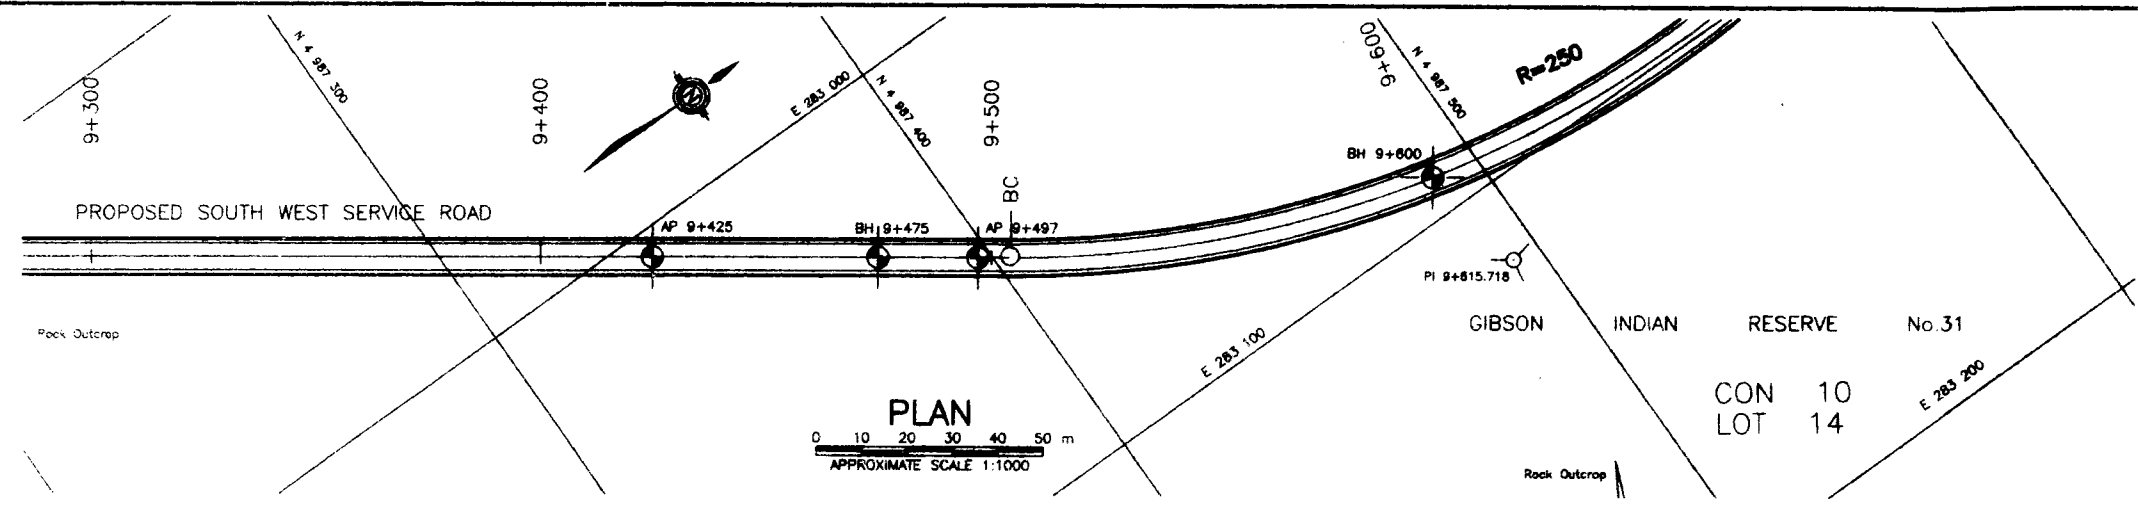 9+300
N 4 987 300
9+400
E 283 000
N 4 987 400
9+500
9+600
N 4 987 500
R=250
PROPOSED SOUTH WEST SERVICE ROAD
AP 9+425
BH 9+475
AP 9+497
BC
BH 9+600
PI 9+615.718
Rock Outcrop
GIBSON INDIAN RESERVE No.31
E 283 100
E 283 200
CON 10
LOT 14
PLAN
0 10 20 30 40 50 m
APPROXIMATE SCALE 1:1000
Rock Outcrop
N